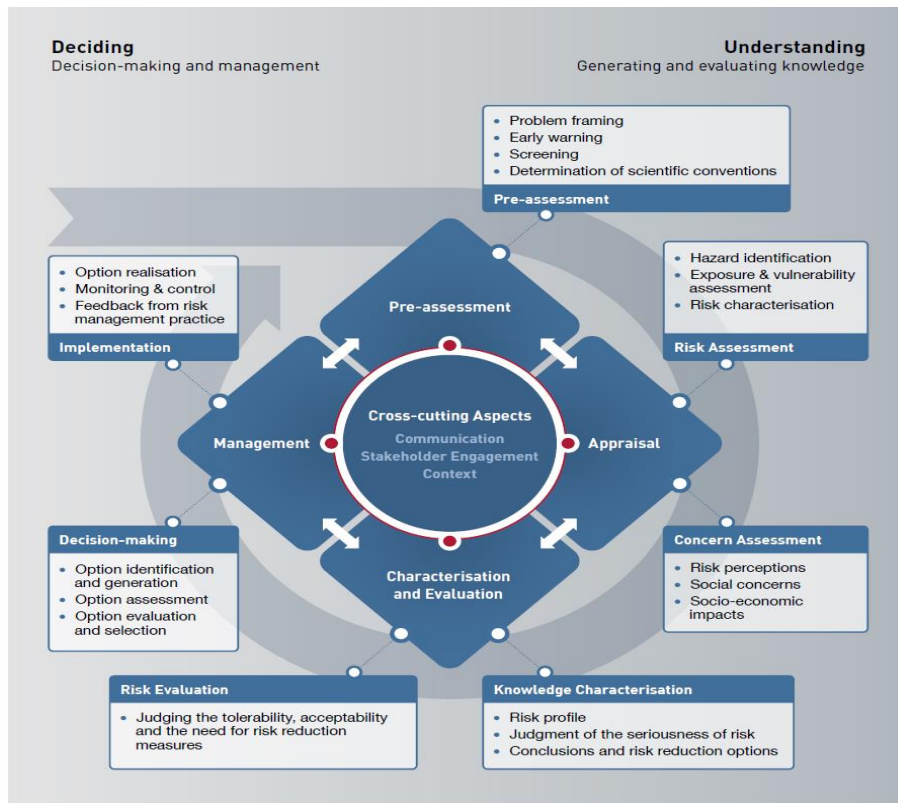 Deciding
Decision-making and management
Understanding
Generating and evaluating knowledge
• Problem framing
• Early warning
• Screening
• Determination of scientific conventions
Pre-assessment
• Option realisation
• Monitoring & control
• Feedback from risk
management practice
Implementation
Pre-assessment
• Hazard identification
• Exposure & vulnerability
assessment
• Risk characterisation
Risk Assessment
Management
Cross-cutting Aspects
Communication
Stakeholder Engagement
Context
Appraisal
Decision-making
• Option identification
and generation
• Option assessment
• Option evaluation
and selection
Characterisation
and Evaluation
Concern Assessment
• Risk perceptions
• Social concerns
• Socio-economic
impacts
Risk Evaluation
• Judging the tolerability, acceptability
and the need for risk reduction
measures
Knowledge Characterisation
• Risk profile
• Judgment of the seriousness of risk
• Conclusions and risk reduction options